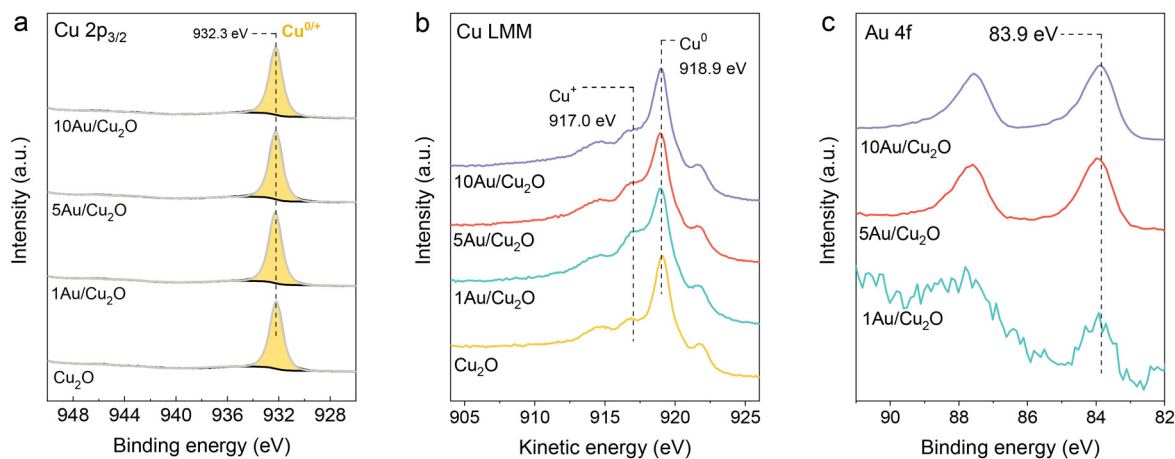 a
Cu 2p3/2
932.3 eV
Cu0/+
10Au/Cu2O
5Au/Cu2O
1Au/Cu2O
Cu2O
Intensity (a.u.)
948 944 940 936 932 928
Binding energy (eV)
b
Cu LMM
Cu0
918.9 eV
Cu+
917.0 eV
10Au/Cu2O
5Au/Cu2O
1Au/Cu2O
Cu2O
Intensity (a.u.)
905 910 915 920 925
Kinetic energy (eV)
c
Au 4f
83.9 eV
10Au/Cu2O
5Au/Cu2O
1Au/Cu2O
Intensity (a.u.)
90 88 86 84 82
Binding energy (eV)